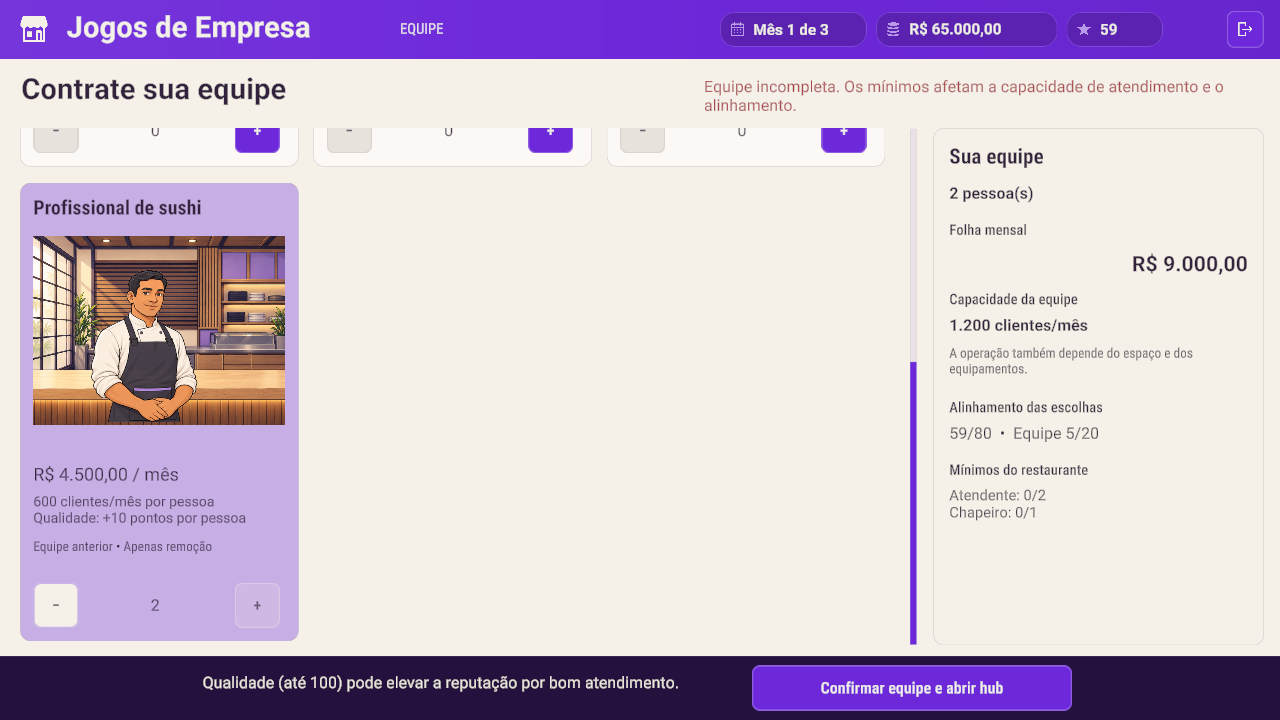 Jogos de Empresa
EQUIPE
Mês 1 de 3
R$ 65.000,00
59
Contrate sua equipe
Equipe incompleta. Os mínimos afetam a capacidade de atendimento e o
alinhamento.
−
0
+
−
0
+
−
0
+
Profissional de sushi
R$ 4.500,00 / mês
600 clientes/mês por pessoa
Qualidade: +10 pontos por pessoa
Equipe anterior • Apenas remoção
−
2
+
Sua equipe
2 pessoa(s)
Folha mensal
R$ 9.000,00
Capacidade da equipe
1.200 clientes/mês
A operação também depende do espaço e dos
equipamentos.
Alinhamento das escolhas
59/80 • Equipe 5/20
Mínimos do restaurante
Atendente: 0/2
Chapeiro: 0/1
Qualidade (até 100) pode elevar a reputação por bom atendimento.
Confirmar equipe e abrir hub